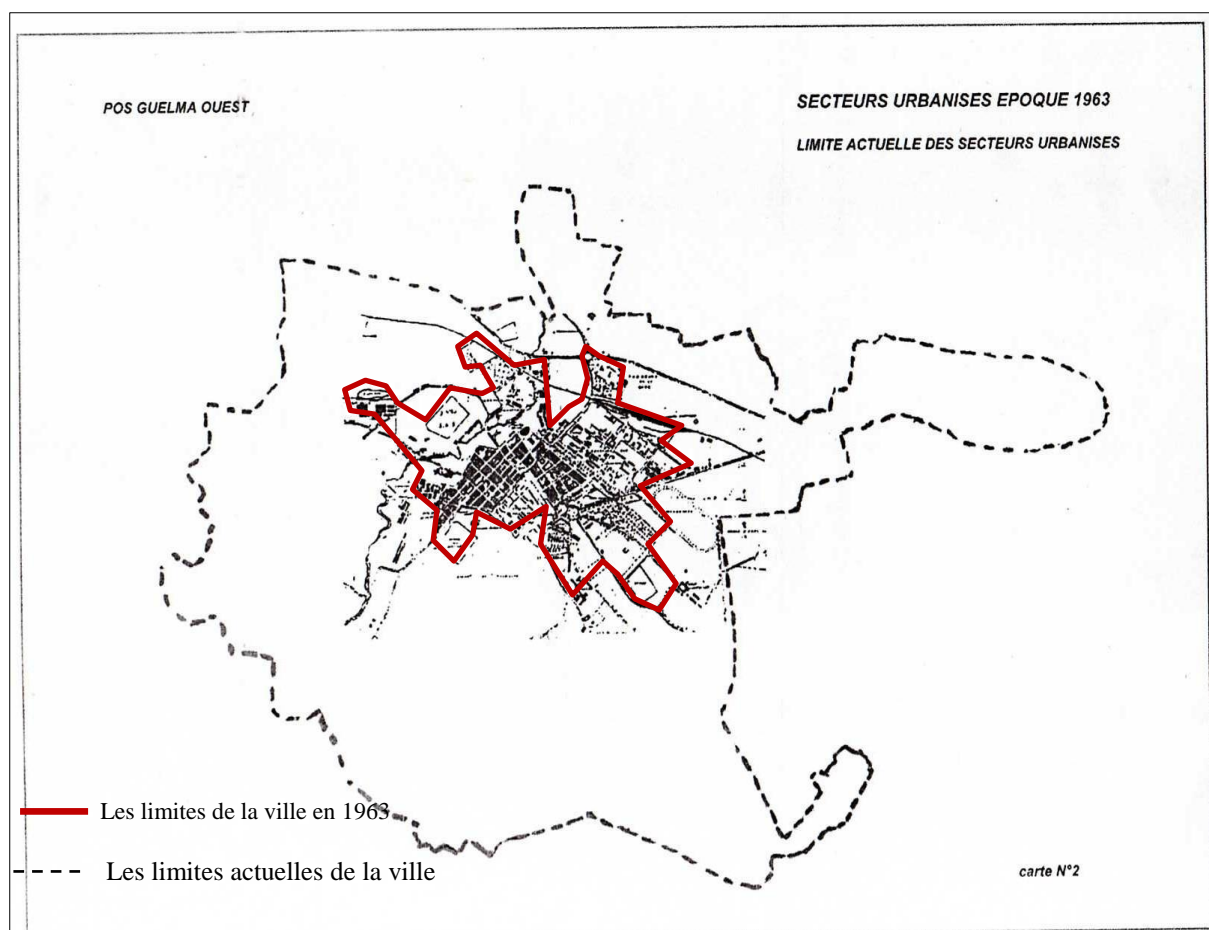 POS GUELMA OUEST
SECTEURS URBANISES EPOQUE 1963
LIMITE ACTUELLE DES SECTEURS URBANISES
Les limites de la ville en 1963
Les limites actuelles de la ville
carte N°2